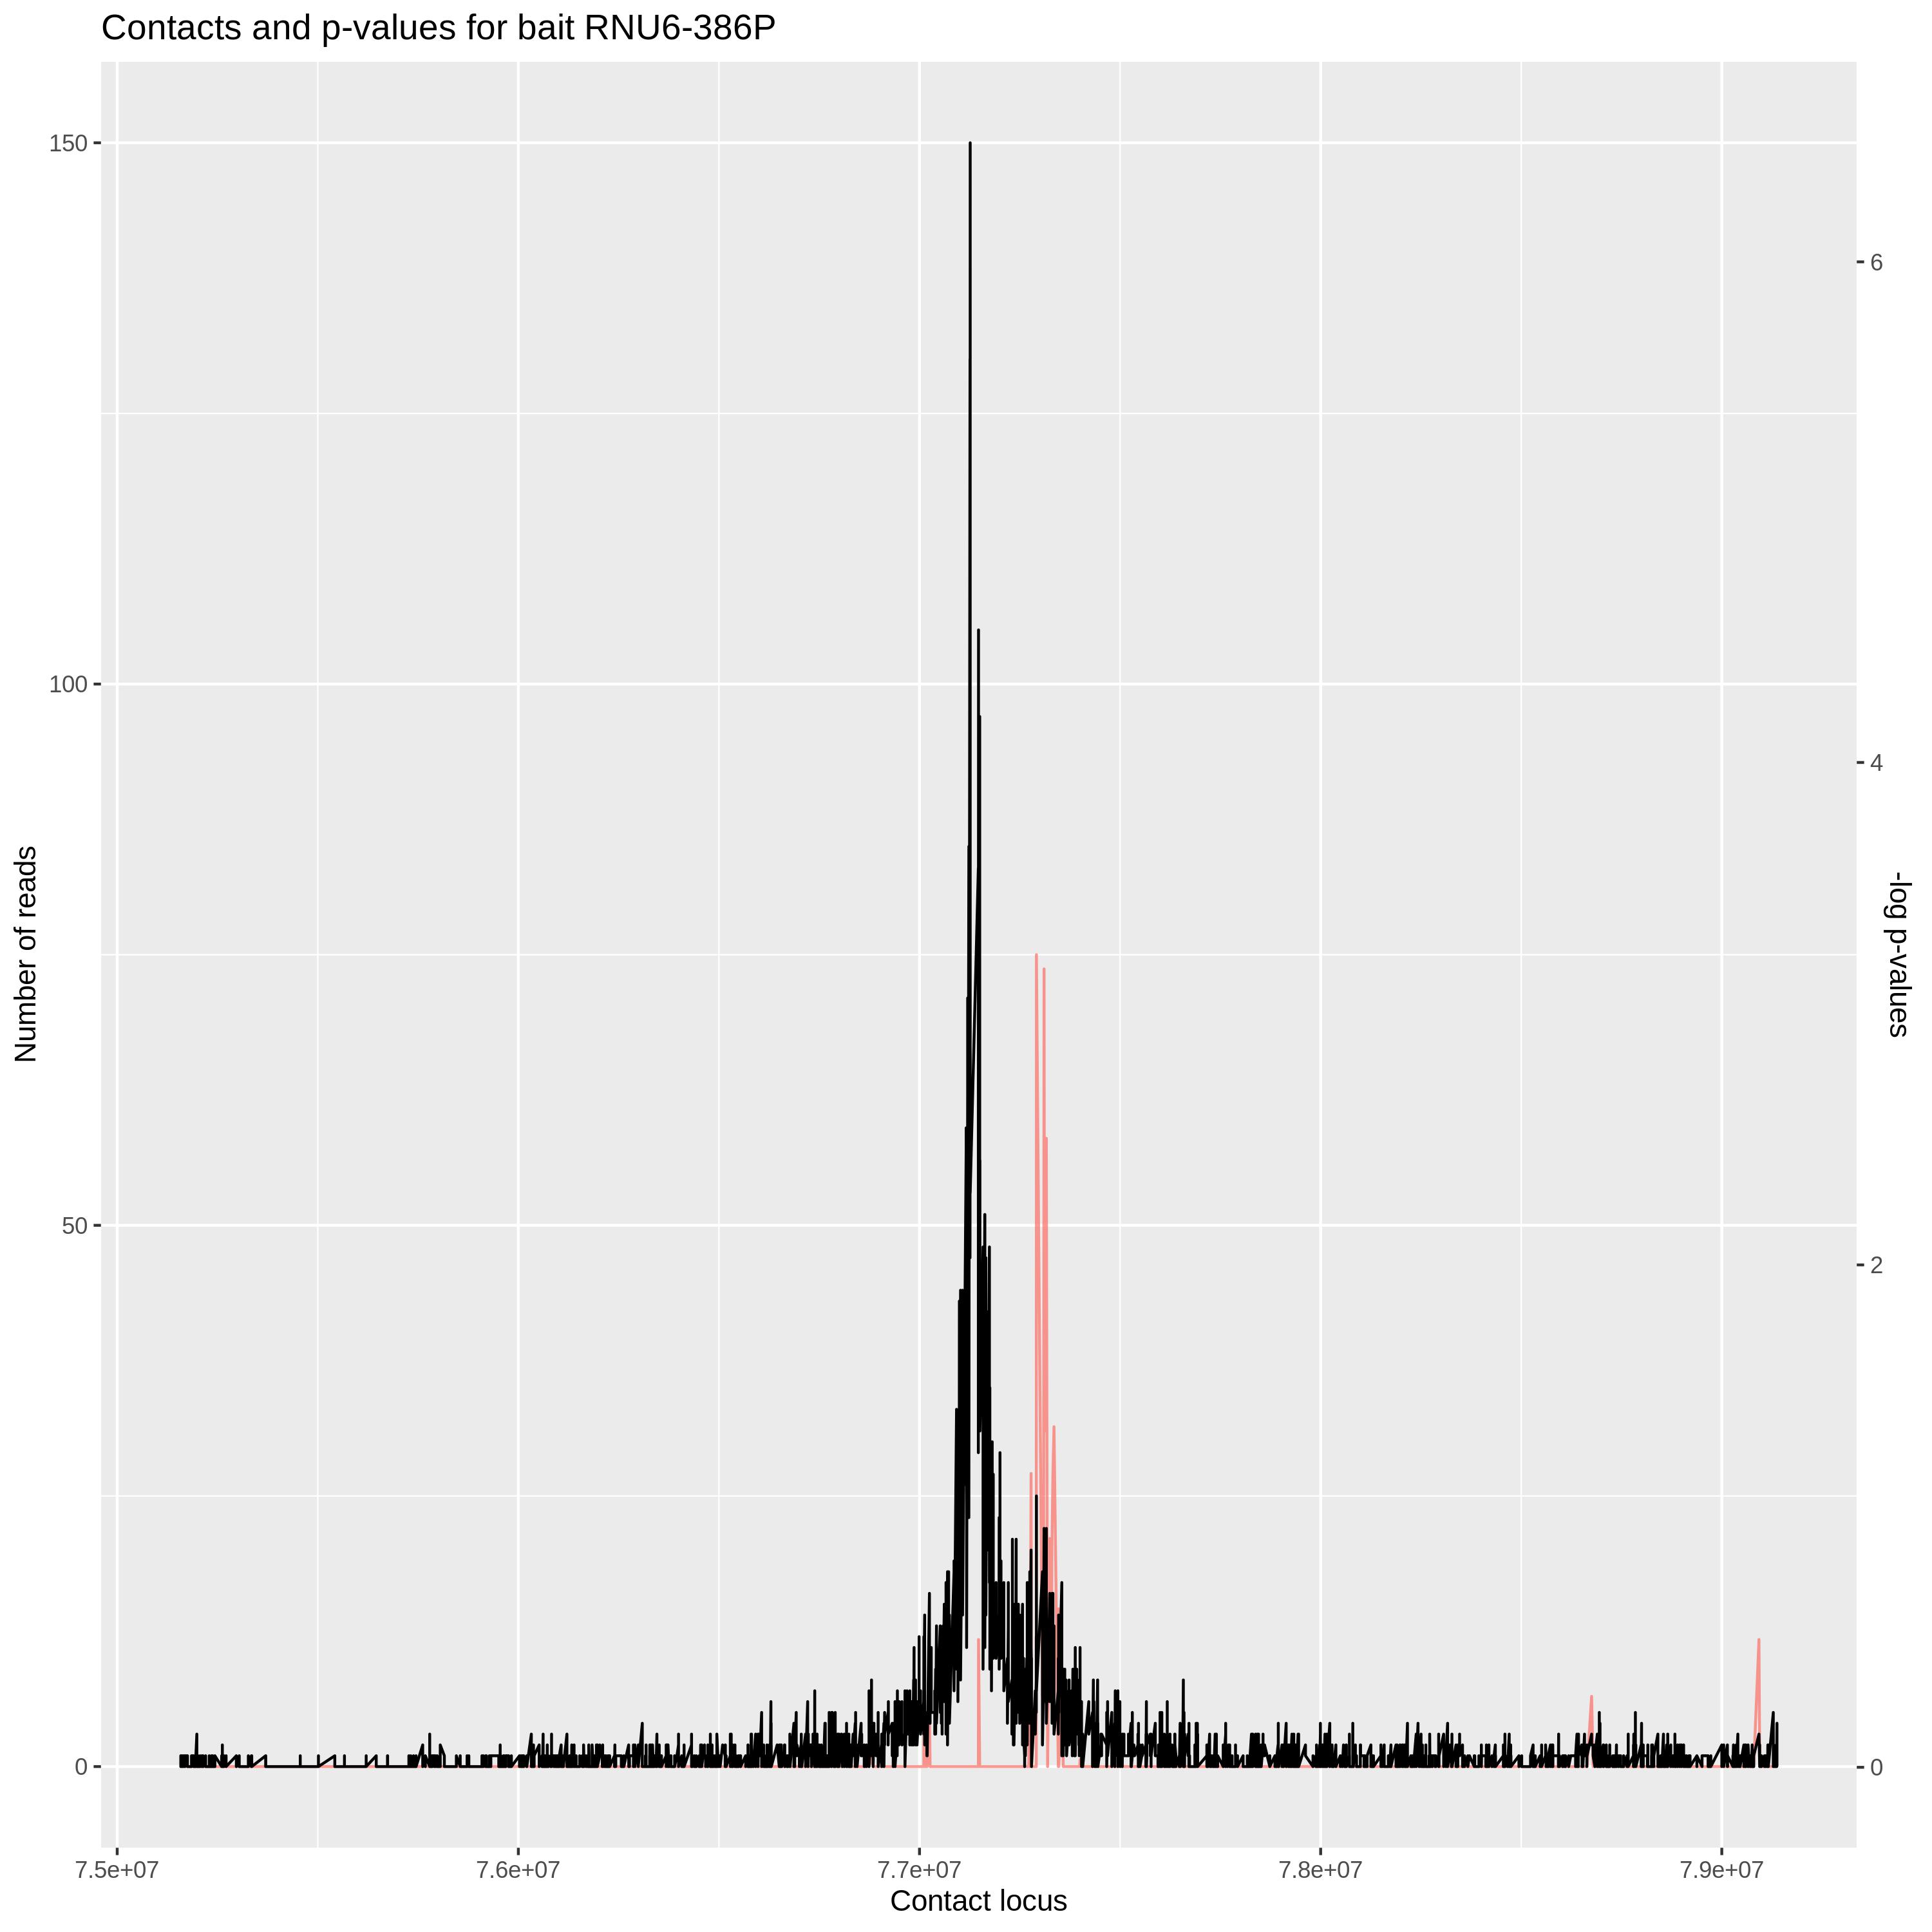 Contacts and p-values for bait RNU6-386P
150
100
50
0
6
4
2
0
Number of reads
-log p-values
7.5e+07
7.6e+07
7.7e+07
7.8e+07
7.9e+07
Contact locus